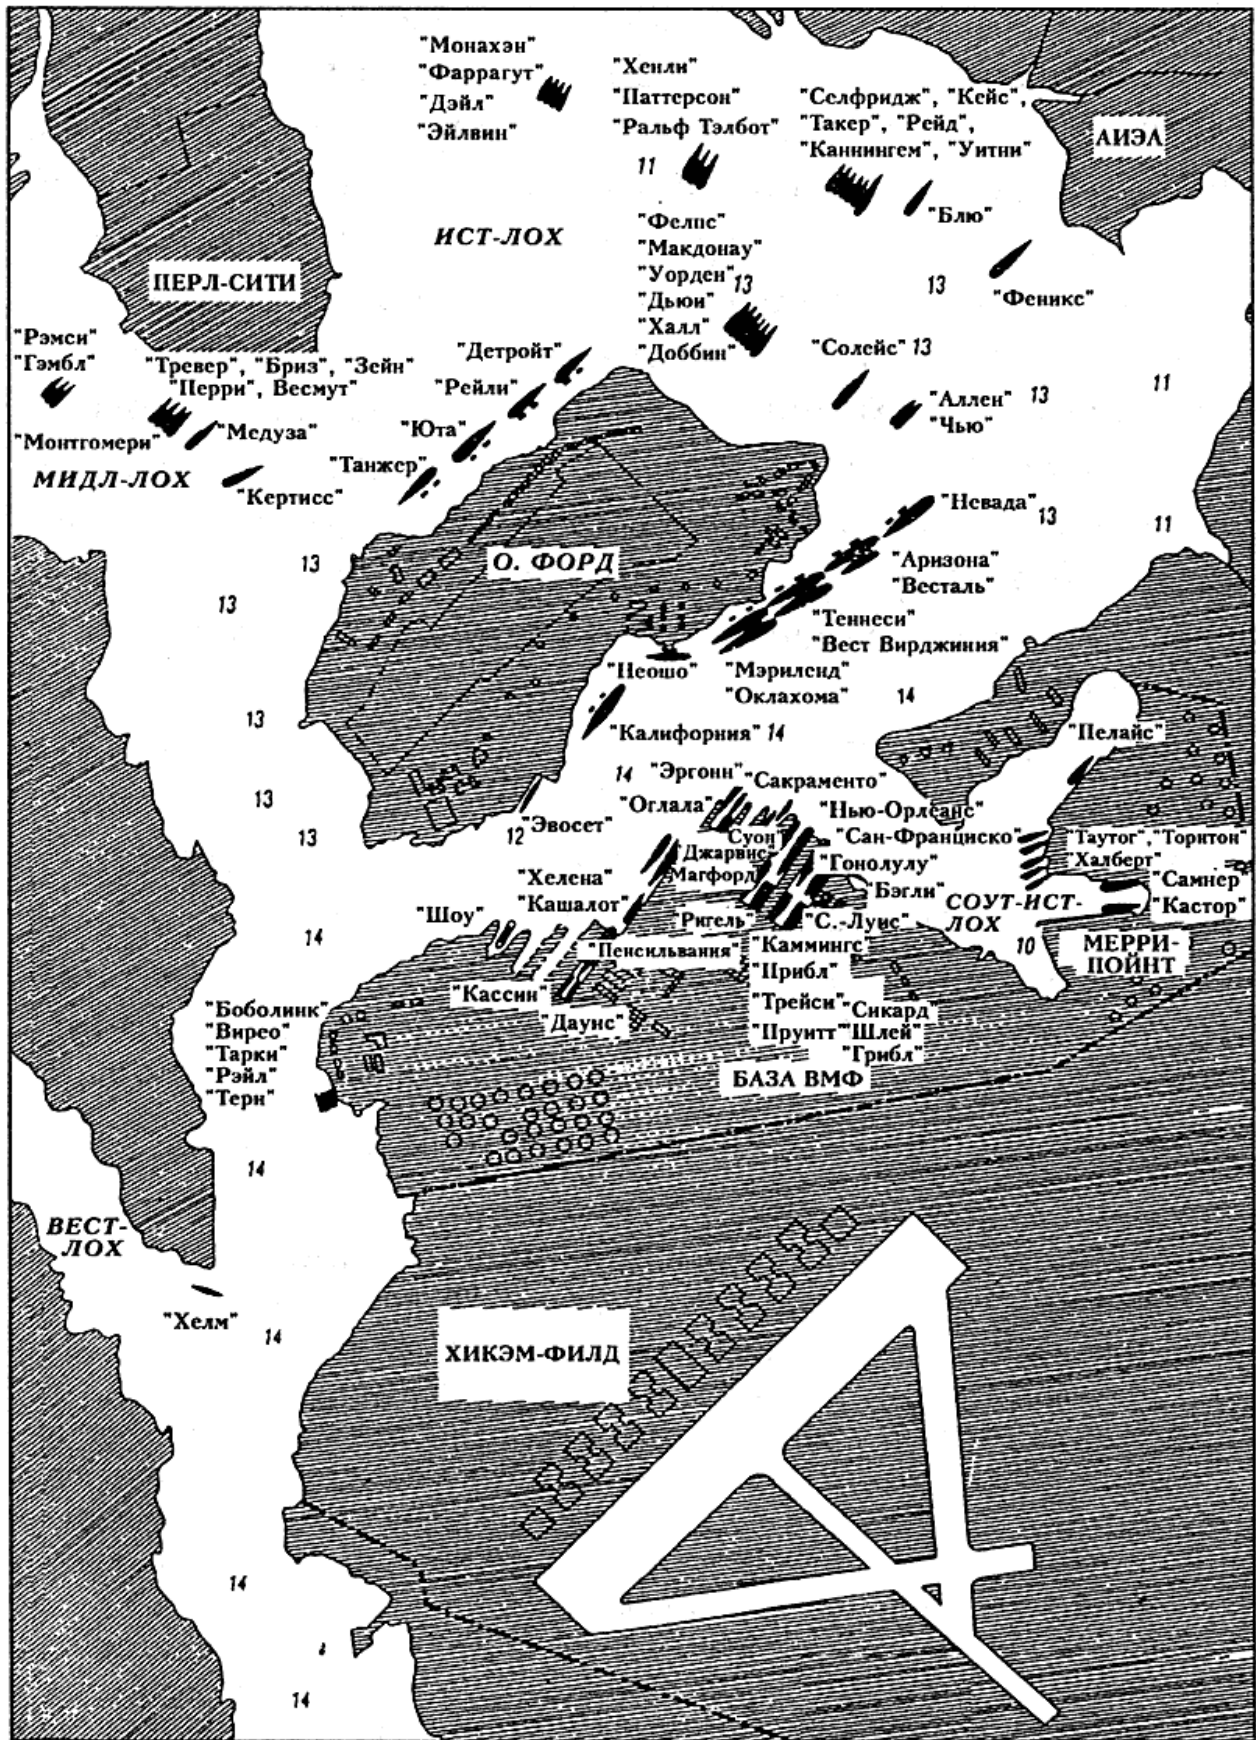 "Монахэн"
"Фаррагут"
"Дэйл"
"Эйлвин"
"Хенли"
"Паттерсон"
"Ральф Тэлбот"
11
"Селфридж", "Кейс",
"Такер", "Рейд",
"Каннингем", "Уитни"
АИЭА
"Блю"
ИСТ-ЛОХ
"Фелпс"
"Макдонау"
"Уорден"
13
"Дьюи"
"Халл"
"Доббин"
13
"Феникс"
ПЕРЛ-СИТИ
"Рэмси"
"Гэмбл"
"Тревер", "Бриз", "Зейн"
"Перри", Весмут"
"Монтгомери"
"Медуза"
МИДЛ-ЛОХ
"Кертисс"
"Детройт"
"Рейли"
"Юта"
"Танжер"
"Солейс" 13
"Аллен"
"Чью"
13
11
"Невада"
13
11
О. ФОРД
"Аризона"
"Весталь"
"Теннеси"
"Вест Вирджиния"
"Неошо"
"Мэриленд"
"Оклахома"
14
13
13
13
13
13
"Калифорния" 14
"Пелайс"
14
"Эргонн"
"Сакраменто"
"Оглала"
"Нью-Орлеанс"
12
"Эвосет"
Суон"
"Сан-Франциско"
"Таутог", "Торитон"
"Джарвис"
"Халберт"
Магфорд"
"Гонолулу"
"Хелена"
"Кашалот"
"Бэгли"
"Самнер"
"Кастор"
СОУТ-ИСТ-
ЛОХ
10
МЕРРИ-
ПОЙНТ
"Шоу"
14
"Ригель"
"С.-Луис"
"Пенсильвания"
"Каммингс"
"Прибл"
"Кассин"
"Даунс"
"Трейси"
"Сикард"
"Пруитт"
"Шлей"
"Грибл"
БАЗА ВМФ
"Боболинк"
"Вирео"
"Тарки"
"Рэйл"
"Терн"
14
ВЕСТ-
ЛОХ
"Хелм"
14
ХИКЭМ-ФИЛД
14
14